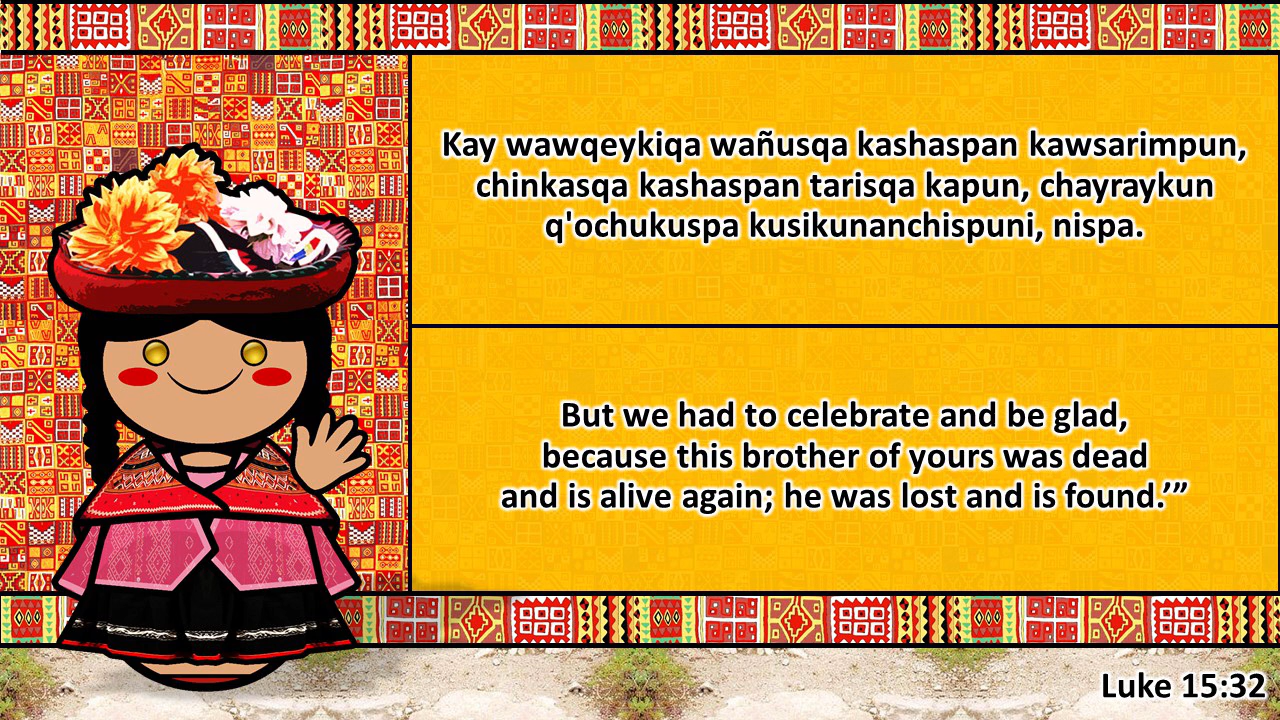 Kay wawqeykiqa wañusqa kashaspan kawsarimpun,
chinkasqa kashaspan tarisqa kapun, chayraykun
q'ochukuspa kusikunanchispuni, nispa.
But we had to celebrate and be glad,
because this brother of yours was dead
and is alive again; he was lost and is found.’”
Luke 15:32